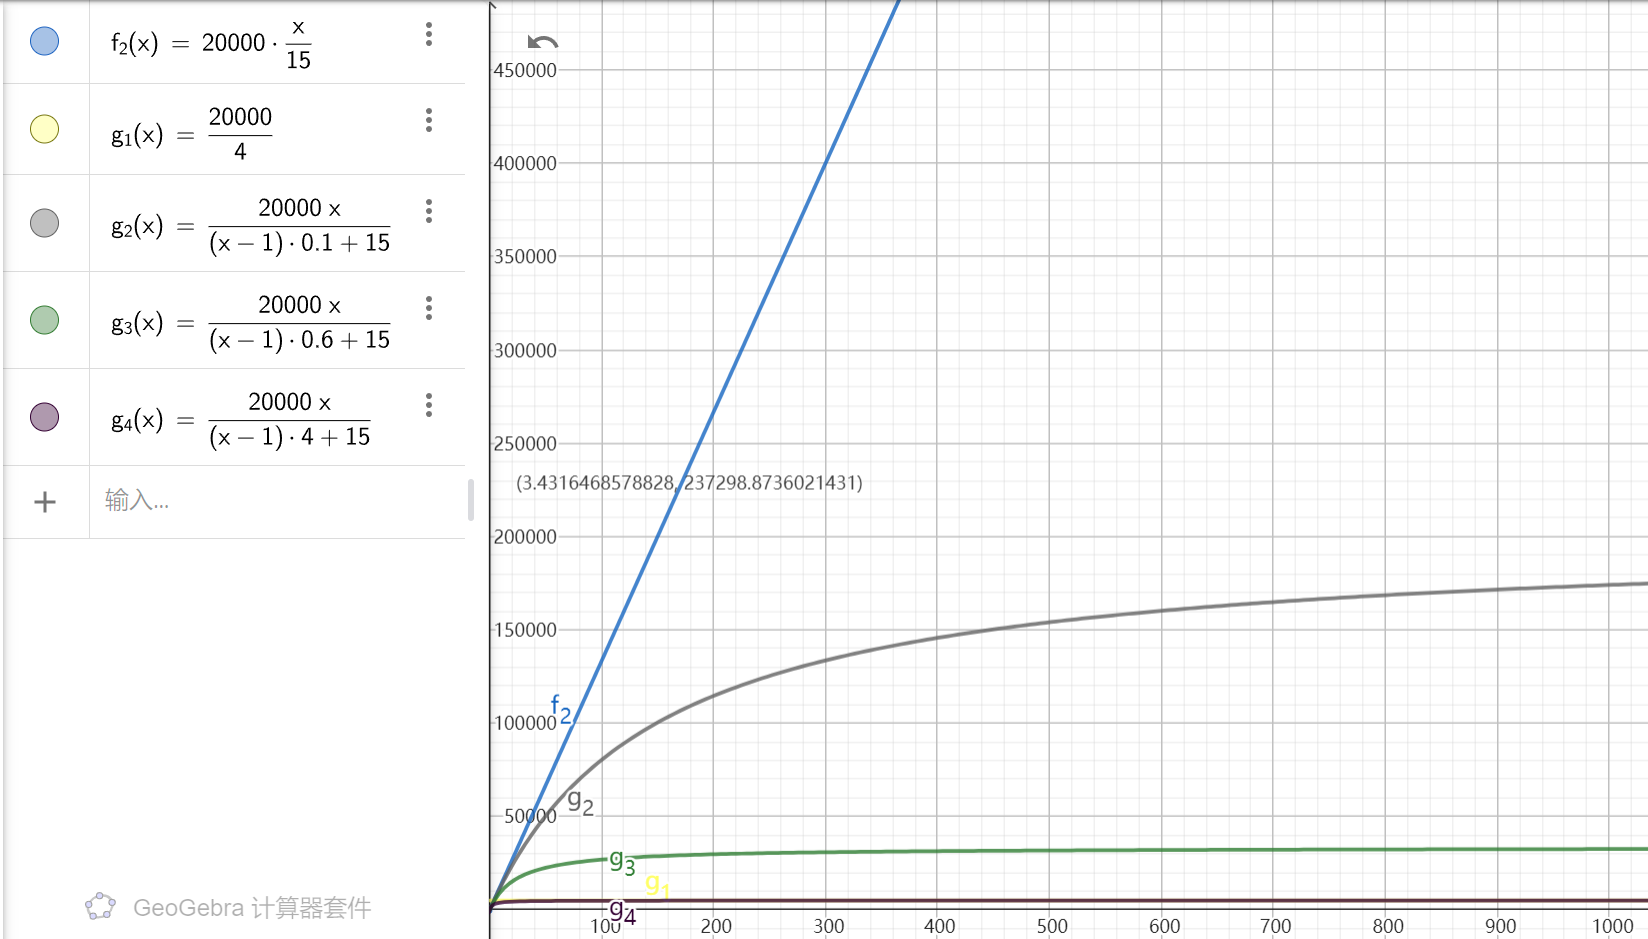 f₂(x) = 20000 · x/15
g₁(x) = 20000/4
g₂(x) = 20000 x/((x − 1) · 0.1 + 15)
g₃(x) = 20000 x/((x − 1) · 0.6 + 15)
g₄(x) = 20000 x/((x − 1) · 4 + 15)
+ 输入...
GeoGebra 计算器套件
450000
400000
350000
300000
250000
(3.4316468578828, 237298.8736021431)
200000
150000
f₂
100000
g₂
50000
g₃
g₁
g₄
100 200 300 400 500 600 700 800 900 1000